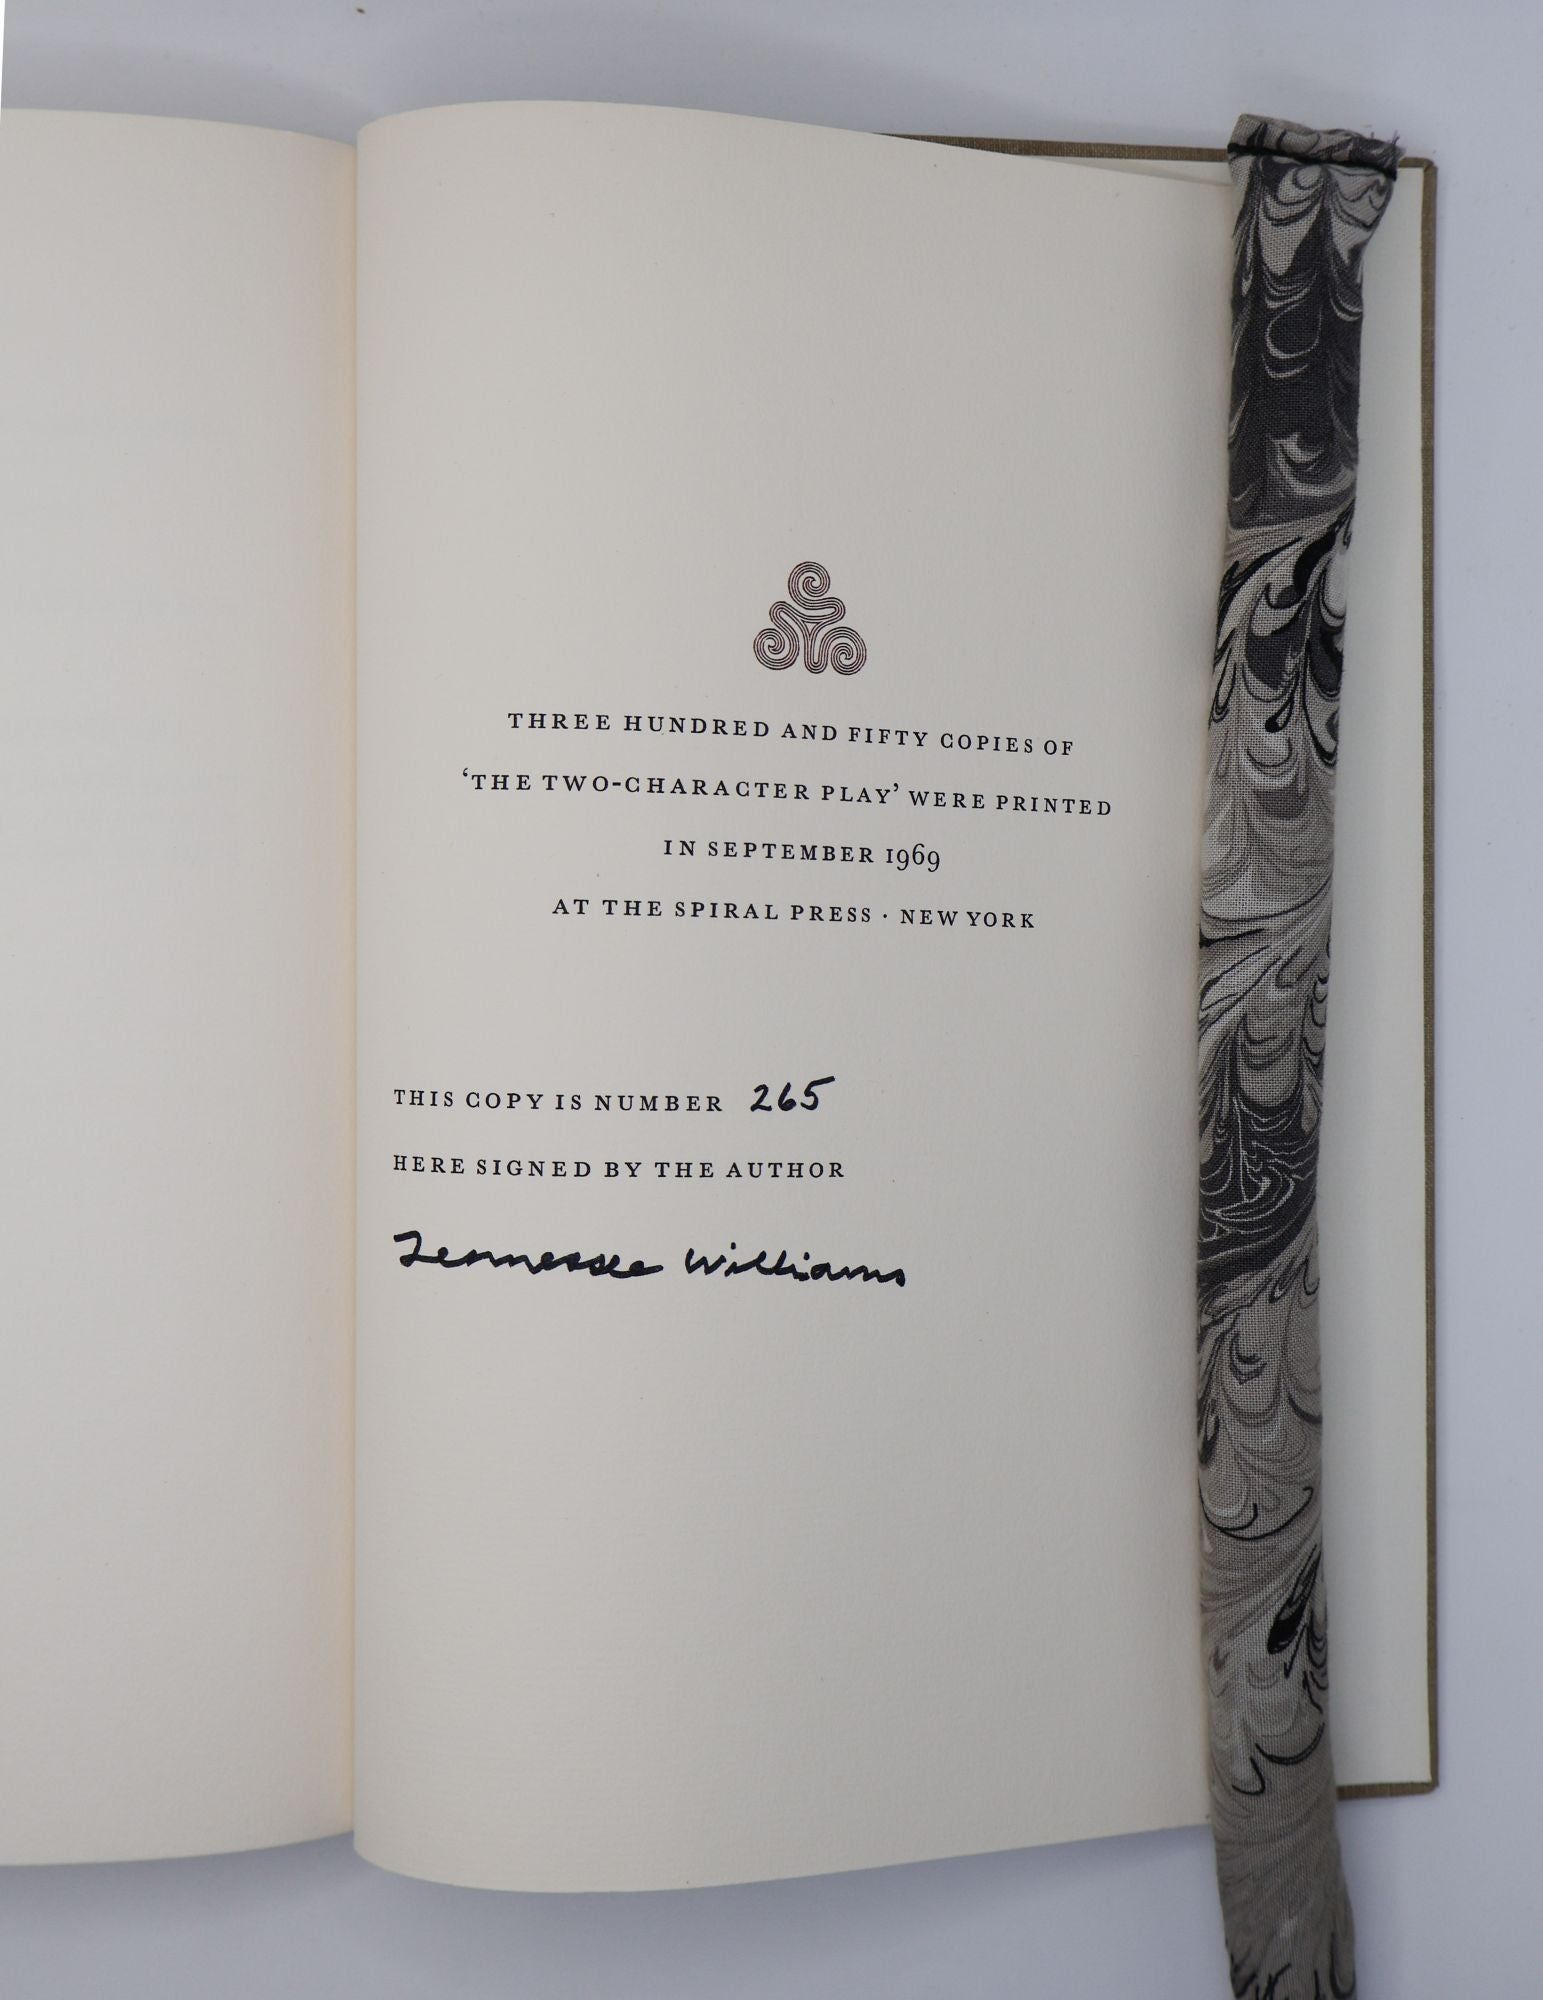 THREE HUNDRED AND FIFTY COPIES OF
‘THE TWO-CHARACTER PLAY’ WERE PRINTED
IN SEPTEMBER 1969
AT THE SPIRAL PRESS · NEW YORK
THIS COPY IS NUMBER 265
HERE SIGNED BY THE AUTHOR
Tennessee Williams